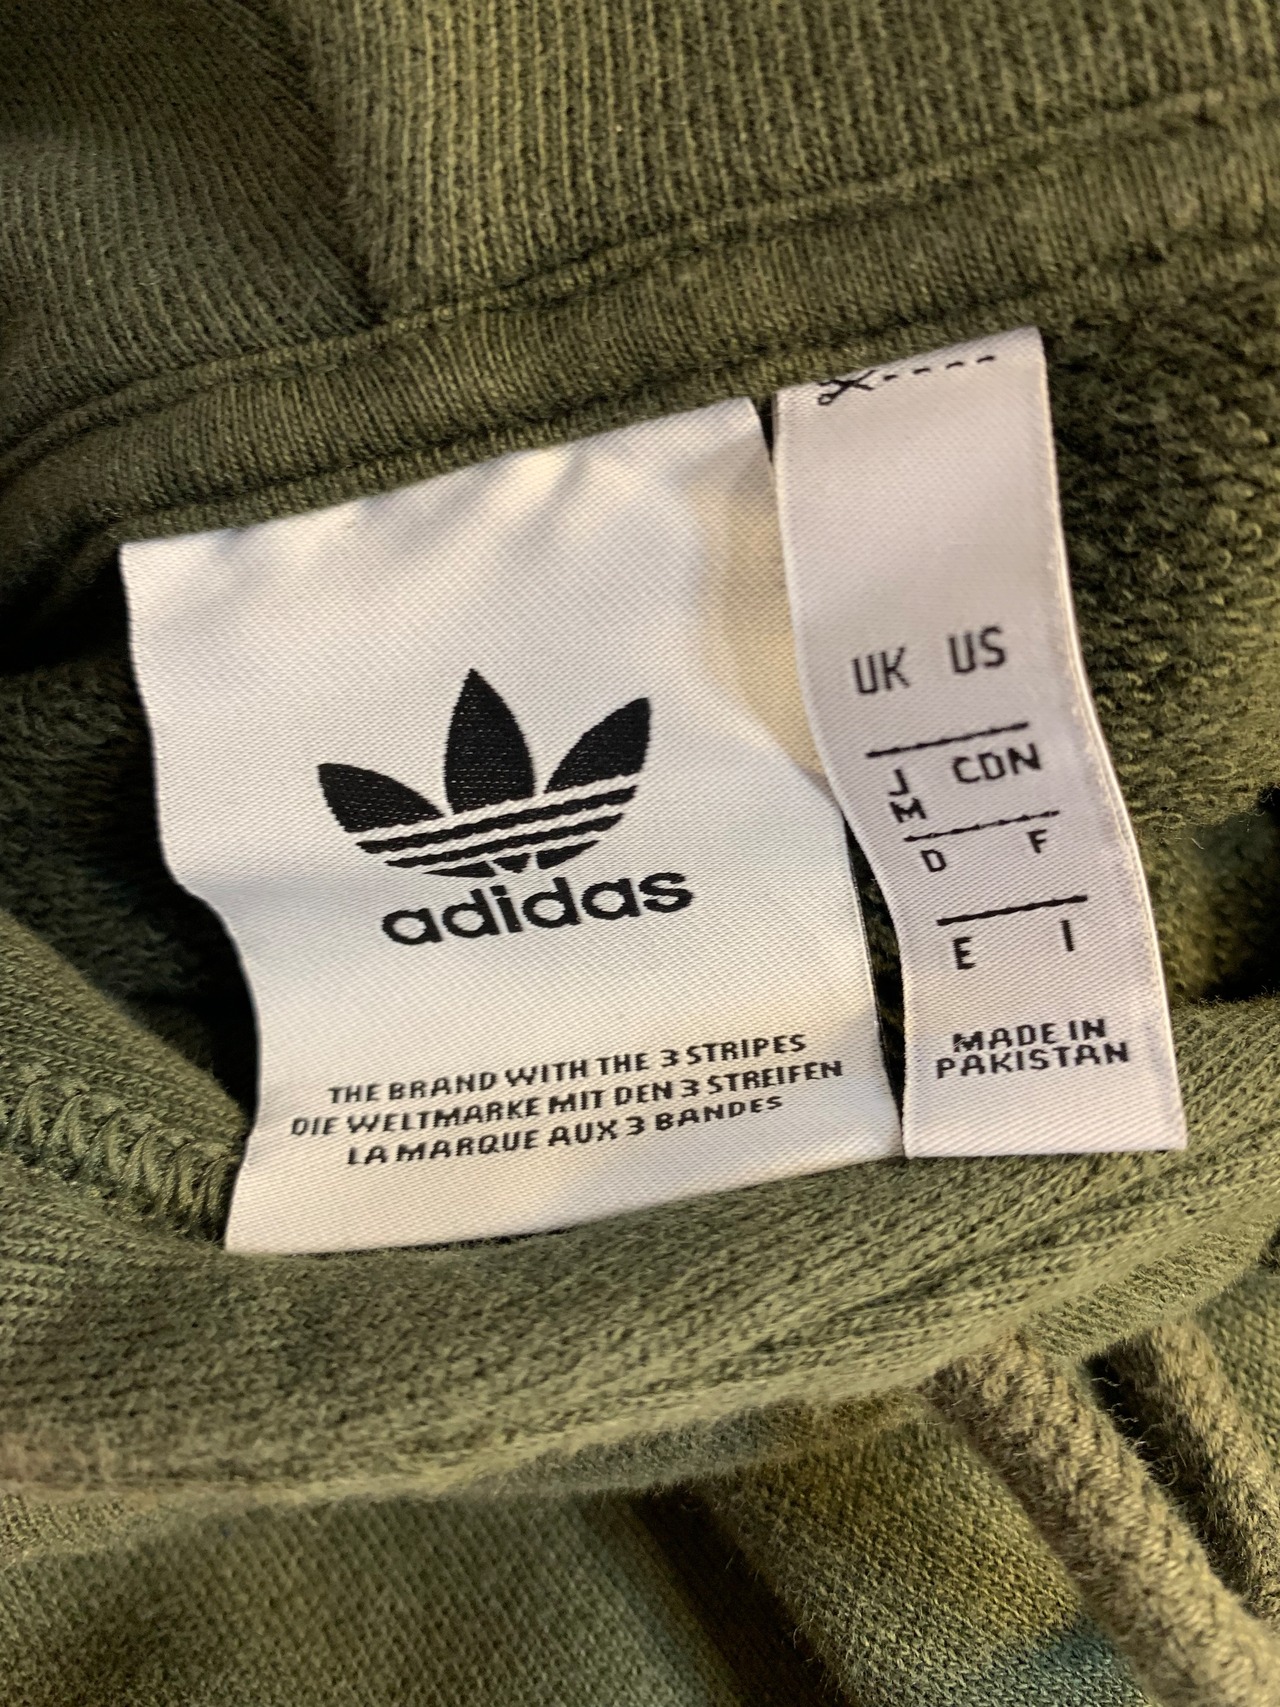 adidas
THE BRAND WITH THE 3 STRIPES
DIE WELTMARKE MIT DEN 3 STREIFEN
LA MARQUE AUX 3 BANDES
UK US
J CDN
M
D F
E I
MADE IN
PAKISTAN